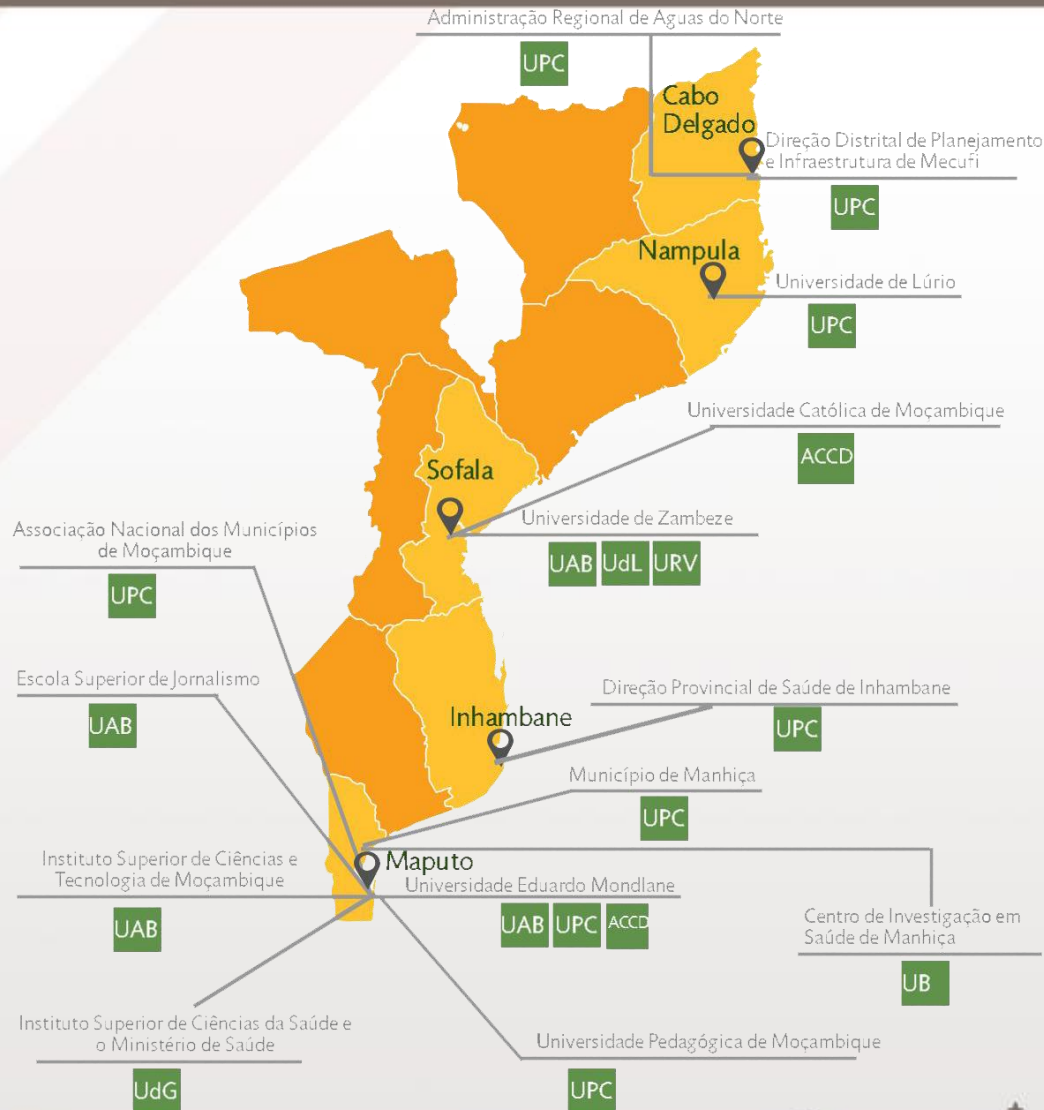 Administração Regional de Aguas do Norte
UPC
Cabo
Delgado
Direção Distrital de Planejamento
e Infraestrutura de Mecufi
UPC
Nampula
Universidade de Lúrio
UPC
Universidade Católica de Moçambique
ACCD
Sofala
Universidade de Zambeze
UAB UdL URV
Associação Nacional dos Municípios
de Moçambique
UPC
Escola Superior de Jornalismo
UAB
Direção Provincial de Saúde de Inhambane
UPC
Inhambane
Município de Manhiça
UPC
Maputo
Instituto Superior de Ciências e
Tecnologia de Moçambique
UAB
Universidade Eduardo Mondlane
UAB UPC ACCD
Centro de Investigação em
Saúde de Manhiça
UB
Instituto Superior de Ciências da Saúde e
o Ministério de Saúde
UdG
Universidade Pedagógica de Moçambique
UPC